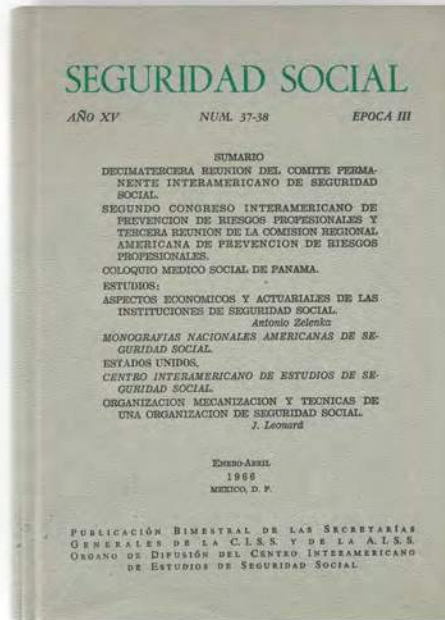 SEGURIDAD SOCIAL
AÑO XV NUM. 37-38 EPOCA III
SUMARIO
DECIMATERCERA REUNION DEL COMITE PERMA-
NENTE INTERAMERICANO DE SEGURIDAD
SOCIAL.
SEGUNDO CONGRESO INTERAMERICANO DE
PREVENCION DE RIESGOS PROFESIONALES Y
TERCERA REUNION DE LA COMISION REGIONAL
AMERICANA DE PREVENCION DE RIESGOS
PROFESIONALES.
COLOQUIO MEDICO SOCIAL DE PANAMA.
ESTUDIOS:
ASPECTOS ECONOMICOS Y ACTUARIALES DE LAS
INSTITUCIONES DE SEGURIDAD SOCIAL.
Antonio Zelenka
MONOGRAFIAS NACIONALES AMERICANAS DE SE-
GURIDAD SOCIAL.
ESTADOS UNIDOS.
CENTRO INTERAMERICANO DE ESTUDIOS DE SE-
GURIDAD SOCIAL.
ORGANIZACION MECANIZACION Y TECNICAS DE
UNA ORGANIZACION DE SEGURIDAD SOCIAL.
J. Leonard
ENERO-ABRIL
1966
MEXICO, D. F.
PUBLICACIÓN BIMESTRAL DE LAS SECRETARÍAS
GENERALES DE LA C.I.S.S. Y DE LA A.I.S.S.
ORGANO DE DIFUSIÓN DEL CENTRO INTERAMERICANO
DE ESTUDIOS DE SEGURIDAD SOCIAL